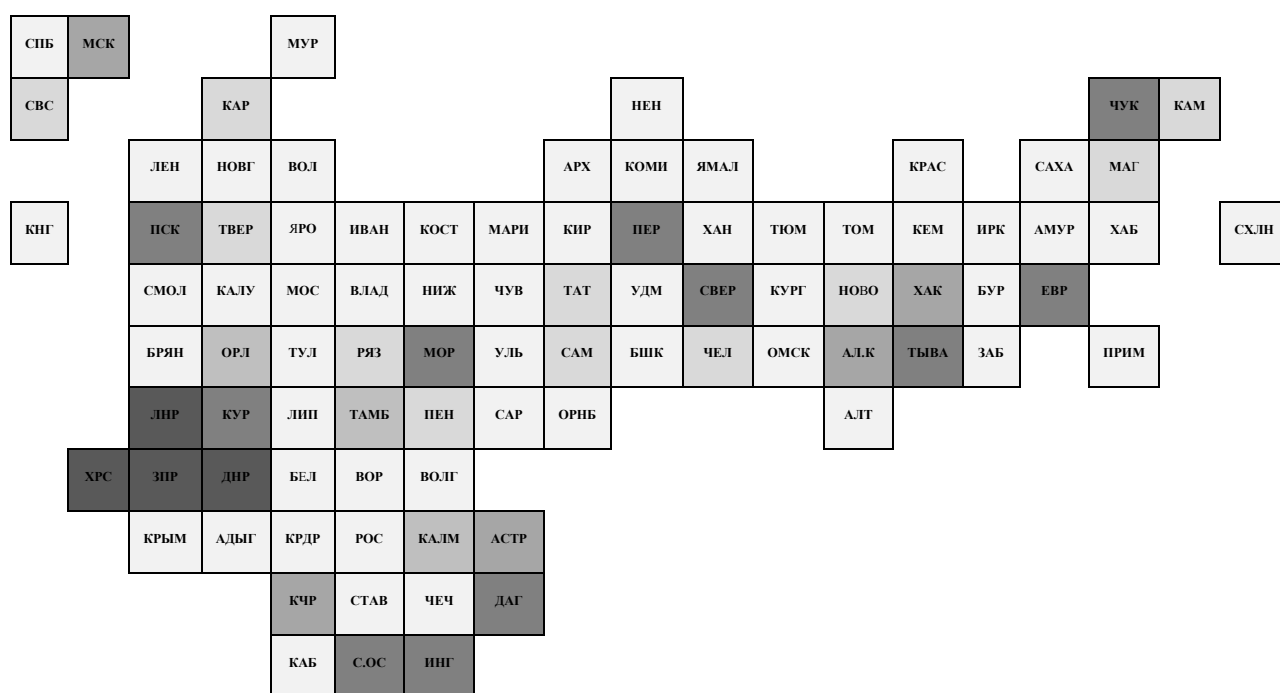 СПБ МСК МУР
СВС КАР НЕН ЧУК КАМ
ЛЕН НОВГ ВОЛ АРХ КОМИ ЯМАЛ КРАС САХА МАГ
КНГ ПСК ТВЕР ЯРО ИВАН КОСТ МАРИ КИР ПЕР ХАН ТЮМ ТОМ КЕМ ИРК АМУР ХАБ СХЛН
СМОЛ КАЛУ МОС ВЛАД НИЖ ЧУВ ТАТ УДМ СВЕР КУРГ НОВО ХАК БУР ЕВР
БРЯН ОРЛ ТУЛ РЯЗ МОР УЛЬ САМ БШК ЧЕЛ ОМСК АЛ.К ТЫВА ЗАБ ПРИМ
ЛНР КУР ЛИП ТАМБ ПЕН САР ОРНБ АЛТ
ХРС ЗПР ДНР БЕЛ ВОР ВОЛГ
КРЫМ АДЫГ КРДР РОС КАЛМ АСТР
КЧР СТАВ ЧЕЧ ДАГ
КАБ С.ОС ИНГ